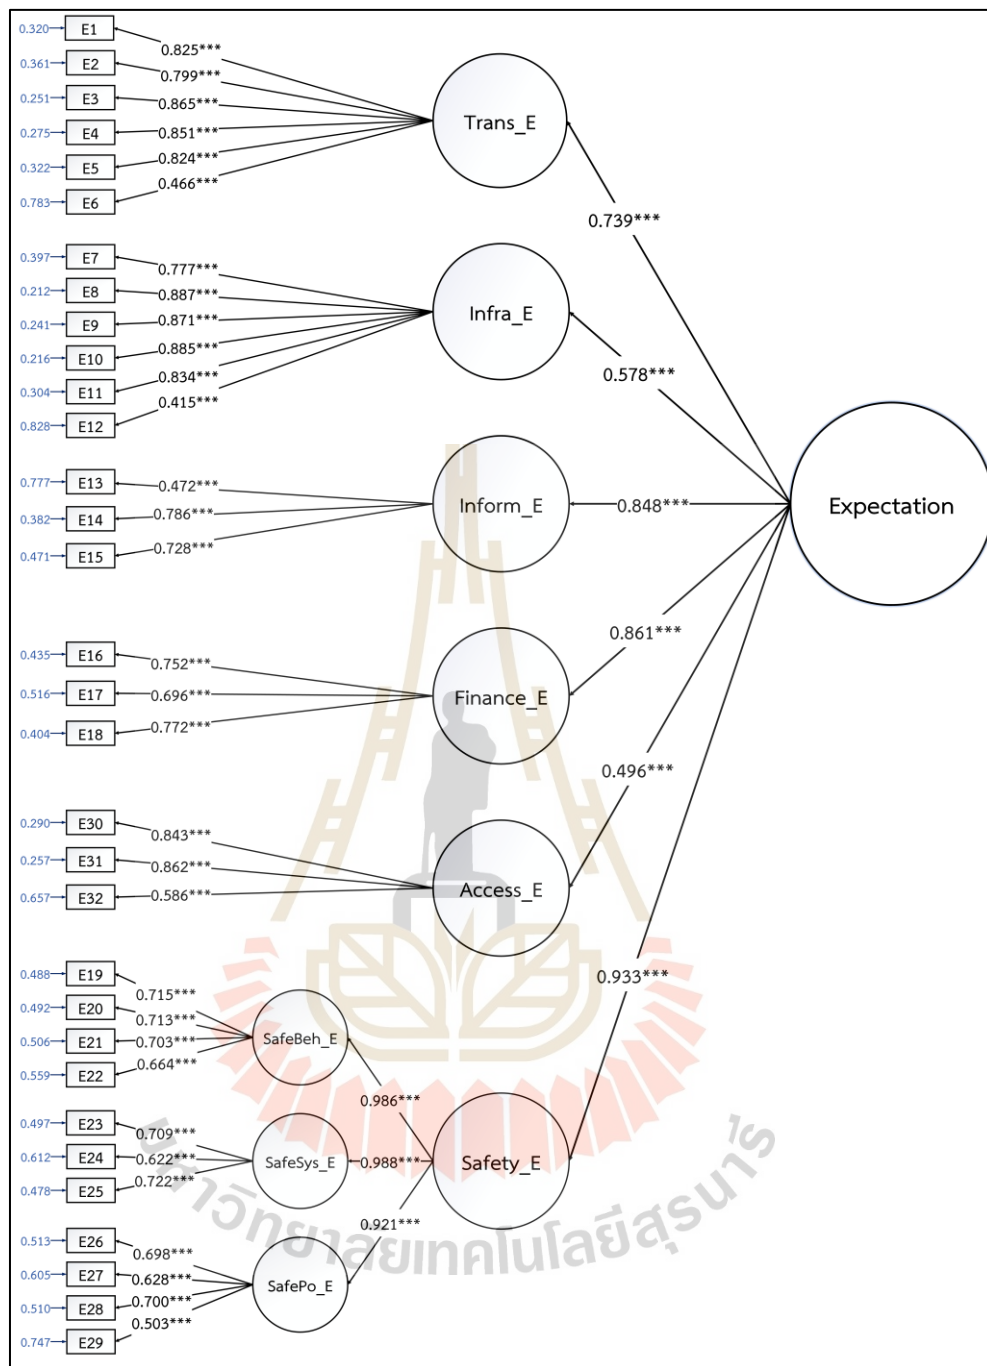 0.320 E1 0.825***
0.361 E2 0.799***
0.251 E3 0.865***
0.275 E4 0.851***
0.322 E5 0.824***
0.783 E6 0.466***
Trans_E
0.739***
0.397 E7 0.777***
0.212 E8 0.887***
0.241 E9 0.871***
0.216 E10 0.885***
0.304 E11 0.834***
0.828 E12 0.415***
Infra_E
0.578***
0.777 E13 0.472***
0.382 E14 0.786***
0.471 E15 0.728***
Inform_E
0.848***
Expectation
0.435 E16 0.752***
0.516 E17 0.696***
0.404 E18 0.772***
Finance_E
0.861***
0.290 E30 0.843***
0.257 E31 0.862***
0.657 E32 0.586***
Access_E
0.496***
0.488 E19 0.715***
0.492 E20 0.713***
0.506 E21 0.703***
0.559 E22 0.664***
SafeBeh_E
0.986***
0.933***
0.497 E23 0.709***
0.612 E24 0.622***
0.478 E25 0.722***
SafeSys_E
0.988***
Safety_E
0.513 E26 0.698***
0.605 E27 0.628***
0.510 E28 0.700***
0.747 E29 0.503***
SafePo_E
0.921***
มหาวิทยาลัยเทคโนโลยีสุรนารี